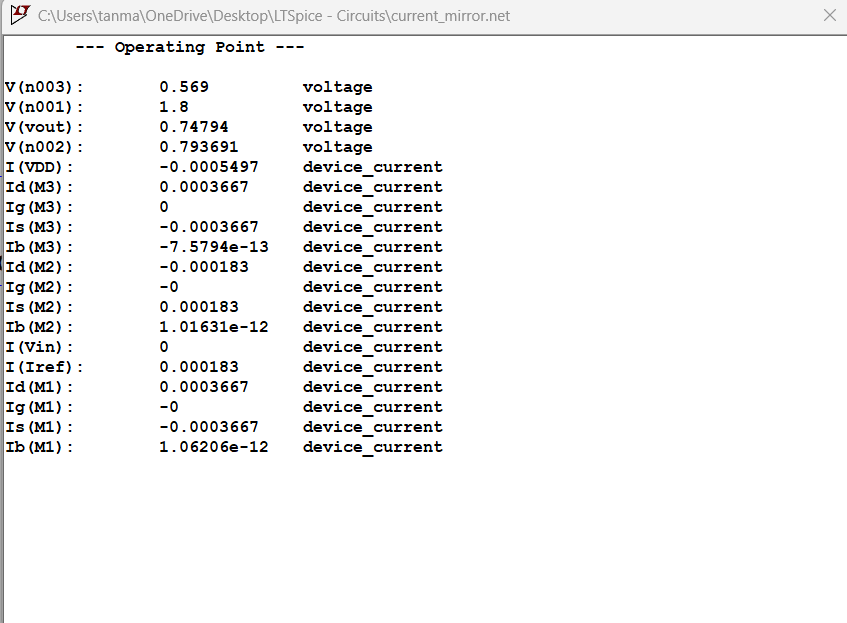 C:\Users\tanma\OneDrive\Desktop\LTSpice - Circuits\current_mirror.net
--- Operating Point ---
V(n003): 0.569 voltage
V(n001): 1.8 voltage
V(vout): 0.74794 voltage
V(n002): 0.793691 voltage
I(VDD): -0.0005497 device_current
Id(M3): 0.0003667 device_current
Ig(M3): 0 device_current
Is(M3): -0.0003667 device_current
Ib(M3): -7.5794e-13 device_current
Id(M2): -0.000183 device_current
Ig(M2): -0 device_current
Is(M2): 0.000183 device_current
Ib(M2): 1.01631e-12 device_current
I(Vin): 0 device_current
I(Iref): 0.000183 device_current
Id(M1): 0.0003667 device_current
Ig(M1): -0 device_current
Is(M1): -0.0003667 device_current
Ib(M1): 1.06206e-12 device_current